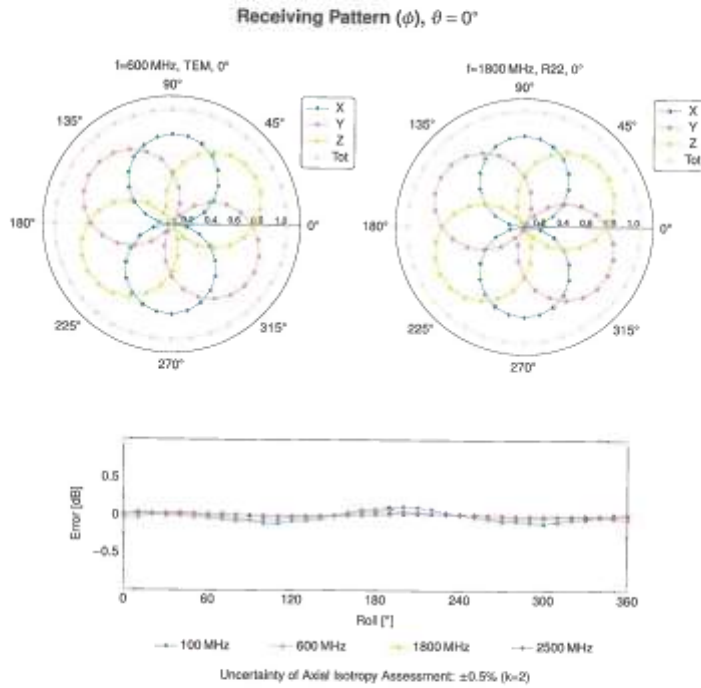 Receiving Pattern (ϕ), ϑ = 0°
f=600 MHz, TEM, 0°
90°
135°
45°
180°
0.2 0.4 0.6 0.8 1.0
0°
225°
315°
270°
X
Y
Z
Tot
f=1800 MHz, R22, 0°
90°
135°
45°
180°
0.2 0.4 0.6 0.8 1.0
0°
225°
315°
270°
X
Y
Z
Tot
Error [dB]
0.5
0
−0.5
0 60 120 180 240 300 360
Roll [°]
100 MHz 600 MHz 1800 MHz 2500 MHz
Uncertainty of Axial Isotropy Assessment: ±0.5% (k=2)